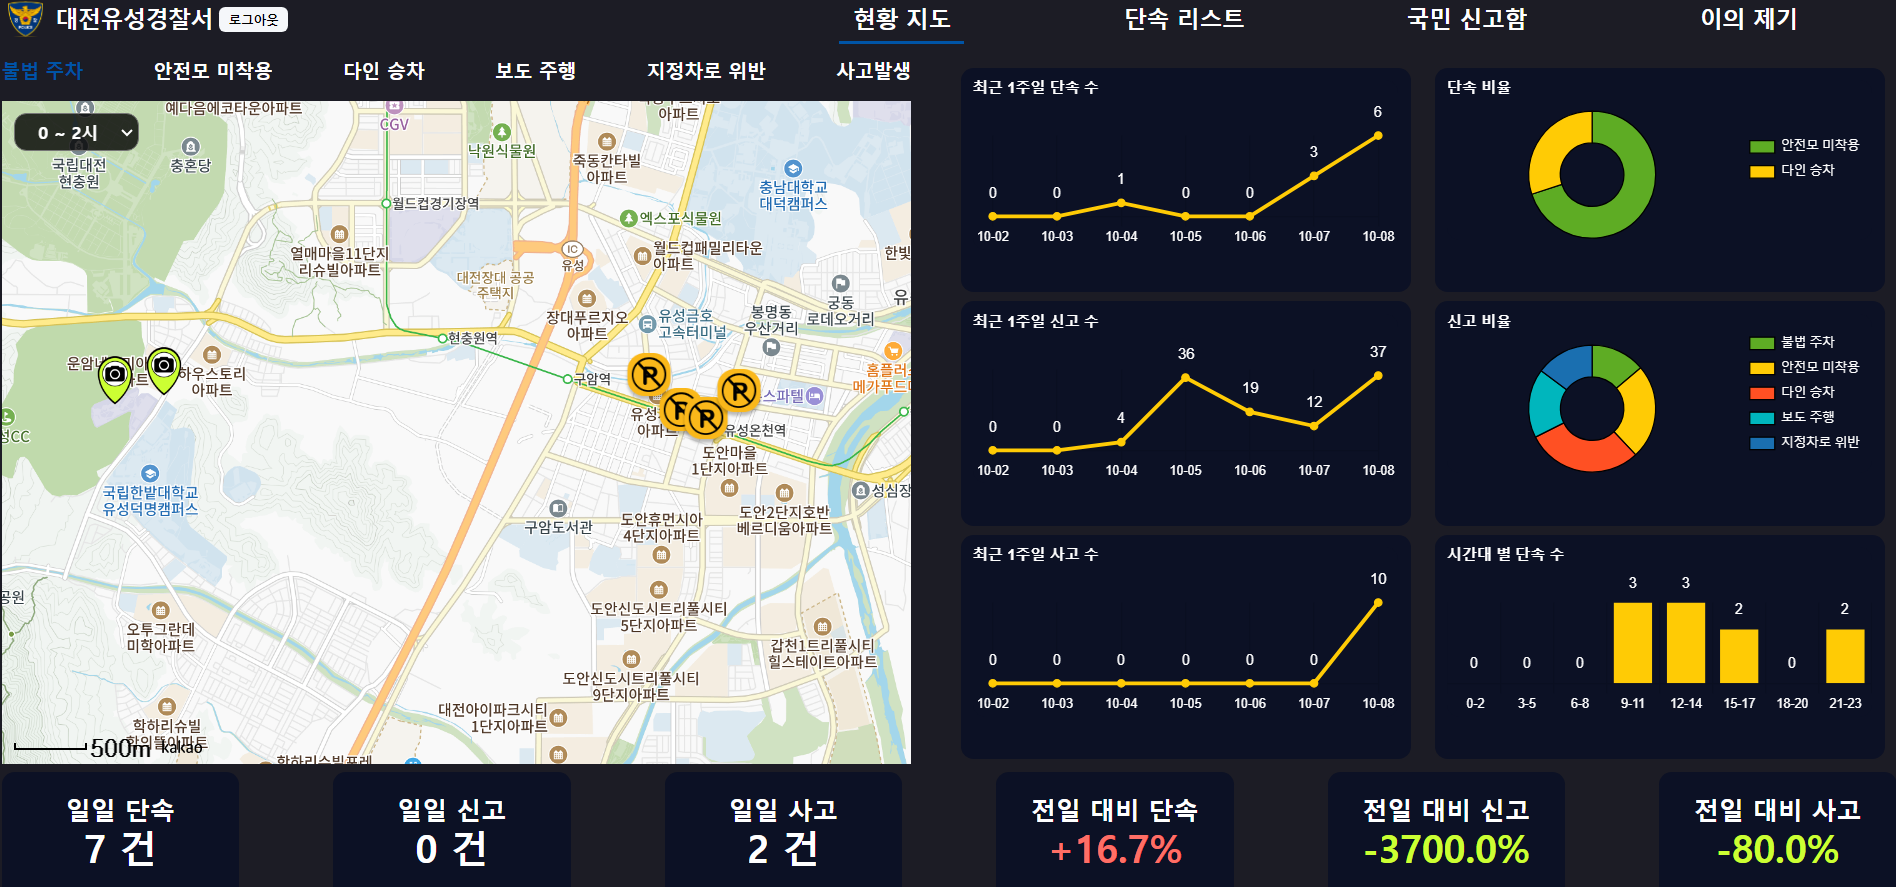 대전유성경찰서
로그아웃
현황 지도
단속 리스트
국민 신고함
이의 제기
불법 주차
안전모 미착용
다인 승차
보도 주행
지정차로 위반
사고발생
0 ~ 2시
예다음에코타운아파트
CGV
아파트
국립대전
현충원
충혼당
낙원식물원
죽동칸타빌
아파트
충남대학교
대덕캠퍼스
월드컵경기장역
엑스포식물원
열매마을11단지
리슈빌아파트
IC
유성
월드컵패밀리타운
아파트
한빛
대전장대 공공
주택지
장대푸르지오
아파트
유성금호
고속터미널
봉명동
우산거리
궁동
로데오거리
유
현충원역
운암네
하우스토리
아파트
구암역
홈플러
메가푸드
스파텔
유성
아파트
유성온천역
성CC
도안마을
1단지아파트
국립한밭대학교
유성덕명캠퍼스
성심장
구암도서관
도안휴먼시아
4단지아파트
도안2단지호반
베르디움아파트
공원
오투그란데
미학아파트
도안신도시트리풀시티
5단지아파트
갑천1트리풀시티
힐스테이트아파트
도안신도시트리풀시티
9단지아파트
대전아이파크시티
1단지아파트
학하리슈빌
학의뜰아파트
500m
kakao
학하리슈빌포레
최근 1주일 단속 수
0
0
1
0
0
3
6
10-02
10-03
10-04
10-05
10-06
10-07
10-08
단속 비율
안전모 미착용
다인 승차
최근 1주일 신고 수
0
0
4
36
19
12
37
10-02
10-03
10-04
10-05
10-06
10-07
10-08
신고 비율
불법 주차
안전모 미착용
다인 승차
보도 주행
지정차로 위반
최근 1주일 사고 수
0
0
0
0
0
0
10
10-02
10-03
10-04
10-05
10-06
10-07
10-08
시간대 별 단속 수
0
0
0
3
3
2
0
2
0-2
3-5
6-8
9-11
12-14
15-17
18-20
21-23
일일 단속
7 건
일일 신고
0 건
일일 사고
2 건
전일 대비 단속
+16.7%
전일 대비 신고
-3700.0%
전일 대비 사고
-80.0%